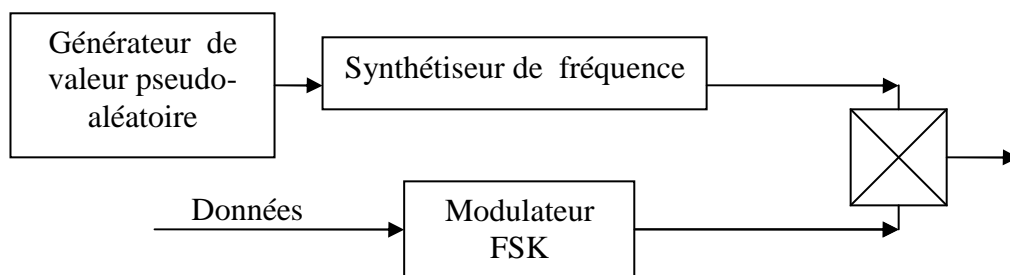 Générateur de
valeur pseudo-
aléatoire
Synthétiseur de fréquence
Données
Modulateur
FSK